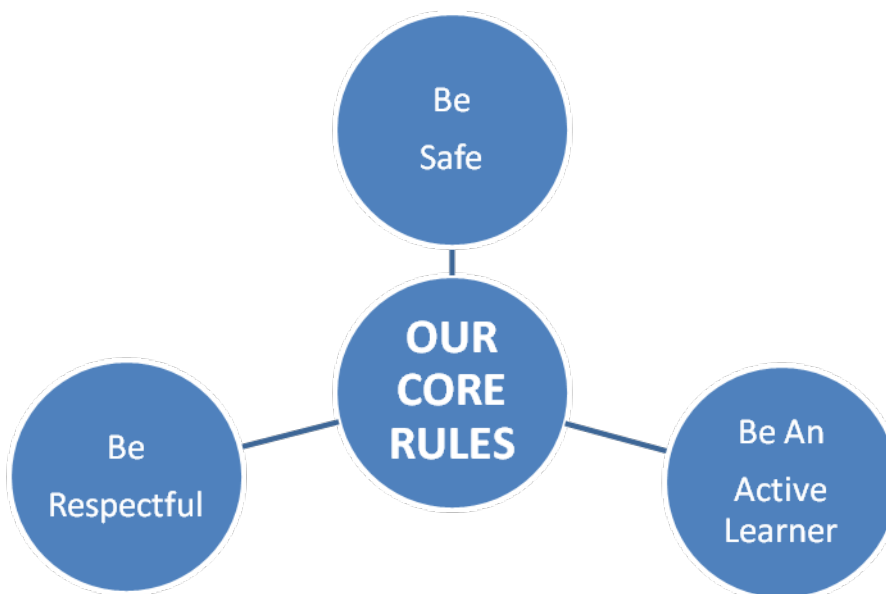 Be
Safe
OUR
CORE
RULES
Be
Respectful
Be An
Active
Learner